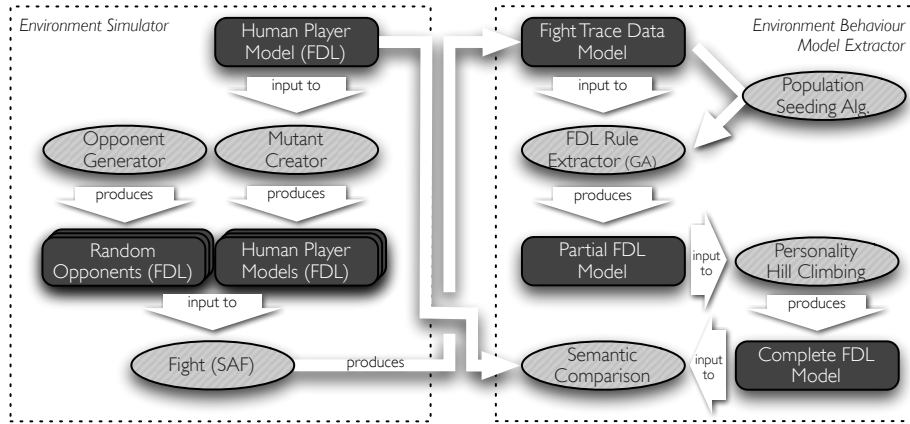 Environment Simulator
Human Player
Model (FDL)
input to
Opponent
Generator
Mutant
Creator
produces
produces
Random
Opponents (FDL)
Human Player
Models (FDL)
input to
Fight (SAF)
produces
Environment Behaviour
Model Extractor
Fight Trace Data
Model
input to
Population
Seeding Alg.
FDL Rule
Extractor (GA)
produces
Partial FDL
Model
input
to
Personality
Hill Climbing
produces
Semantic
Comparison
input
to
Complete FDL
Model